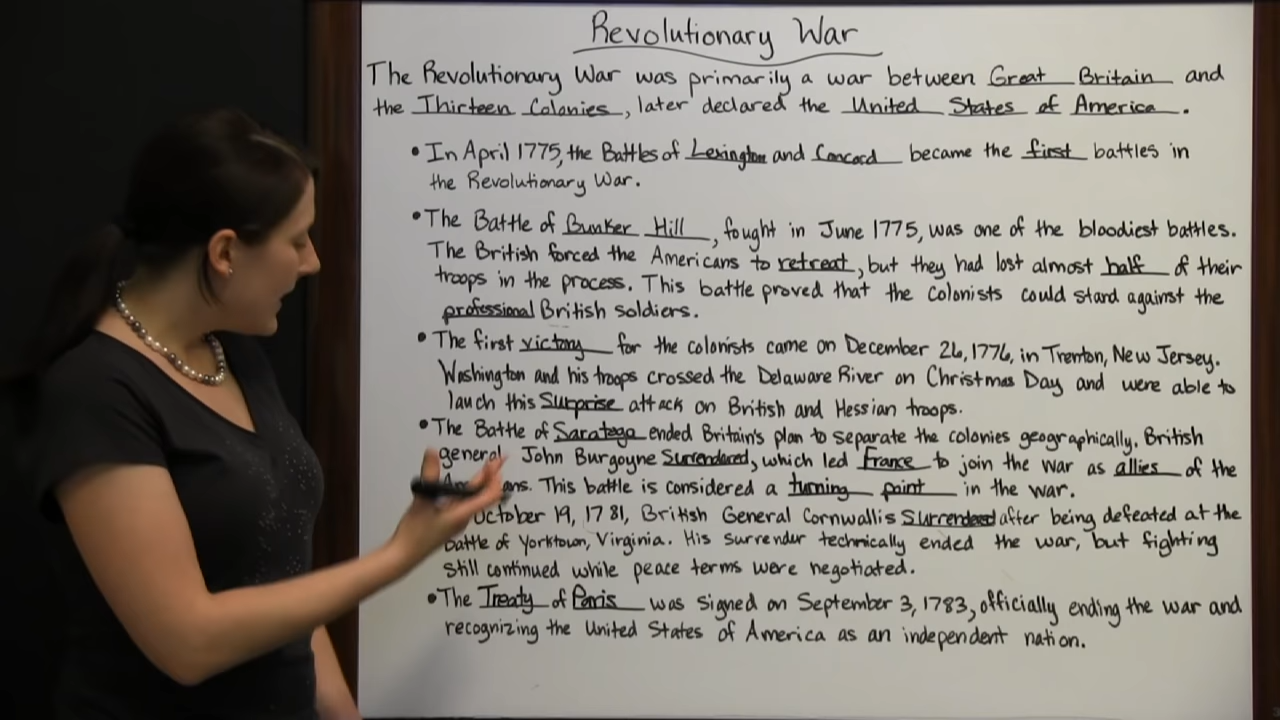 Revolutionary War
The Revolutionary War was primarily a war between Great Britain and
the Thirteen Colonies, later declared the United States of America.
• In April 1775, the Battles of Lexington and Concord became the first battles in
the Revolutionary War.
• The Battle of Bunker Hill, fought in June 1775, was one of the bloodiest battles.
The British forced the Americans to retreat, but they had lost almost half of their
troops in the process. This battle proved that the colonists could stand against the
professional British soldiers.
• The first victory for the colonists came on December 26, 1776, in Trenton, New Jersey.
Washington and his troops crossed the Delaware River on Christmas Day and were able to
lauch this Surprise attack on British and Hessian troops.
• The Battle of Saratoga ended Britain's plan to separate the colonies geographically. British
general John Burgoyne Surrendered, which led France to join the war as allies of the
This battle is considered a turning point in the war.
October 19, 1781, British General Cornwallis Surrendered after being defeated at the
Battle of Yorktown, Virginia. His surrender technically ended the war, but fighting
still continued while peace terms were negotiated.
• The Treaty of Paris was signed on September 3, 1783, officially ending the war and
recognizing the United States of America as an independent nation.